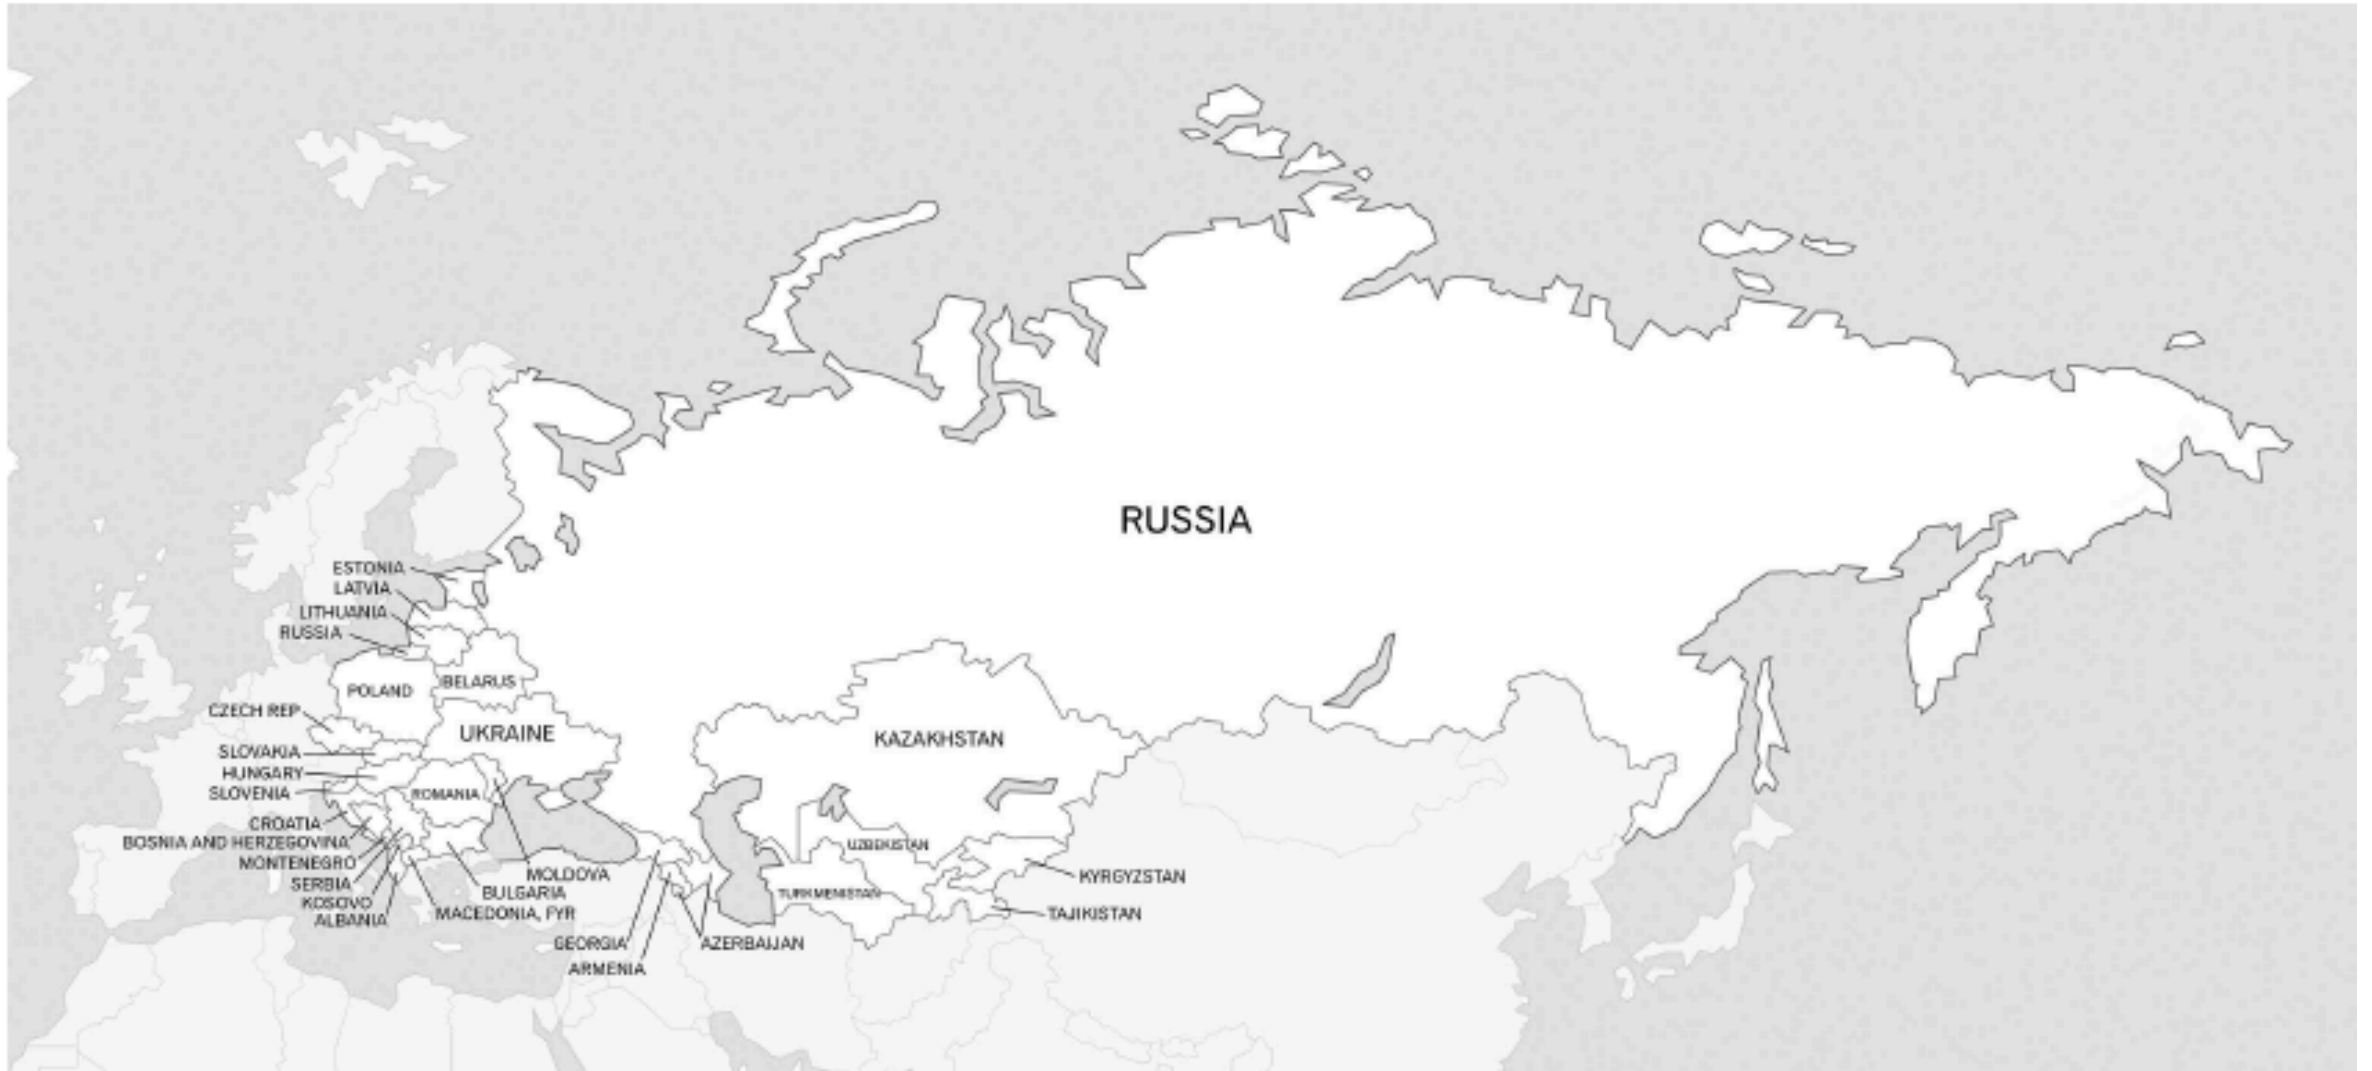 RUSSIA
ESTONIA
LATVIA
LITHUANIA
RUSSIA
POLAND
BELARUS
CZECH REP
UKRAINE
KAZAKHSTAN
SLOVAKIA
HUNGARY
SLOVENIA
ROMANIA
CROATIA
BOSNIA AND HERZEGOVINA
UZBEKISTAN
MONTENEGRO
MOLDOVA
KYRGYZSTAN
SERBIA
BULGARIA
TURKMENISTAN
KOSOVO
MACEDONIA, FYR
TAJIKISTAN
ALBANIA
GEORGIA
AZERBAIJAN
ARMENIA